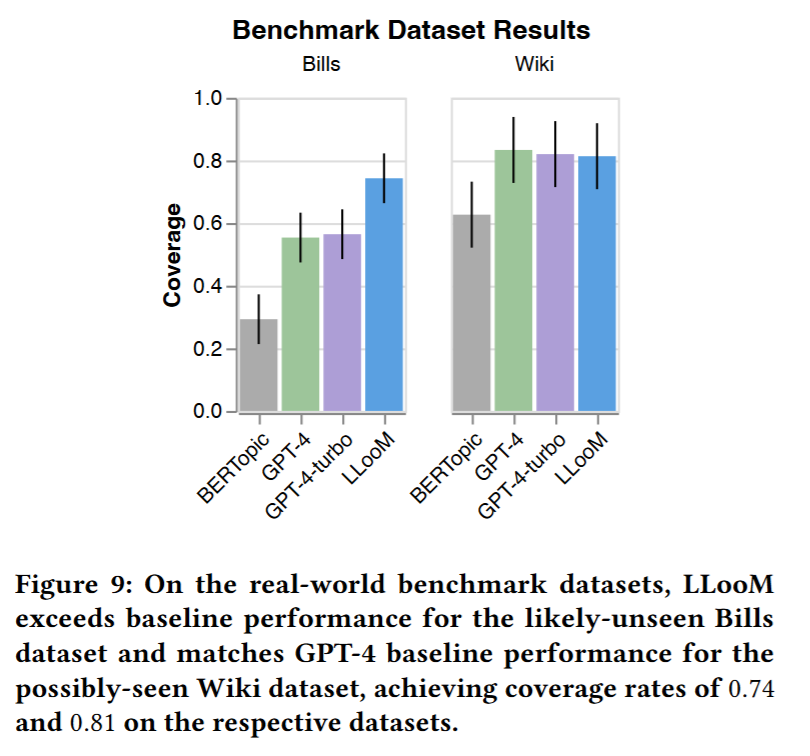 Benchmark Dataset Results
Bills
Wiki
Coverage
1.0
0.8
0.6
0.4
0.2
0.0
BERTopic
GPT-4
GPT-4-turbo
LLooM
BERTopic
GPT-4
GPT-4-turbo
LLooM
Figure 9: On the real-world benchmark datasets, LLooM
exceeds baseline performance for the likely-unseen Bills
dataset and matches GPT-4 baseline performance for the
possibly-seen Wiki dataset, achieving coverage rates of 0.74
and 0.81 on the respective datasets.